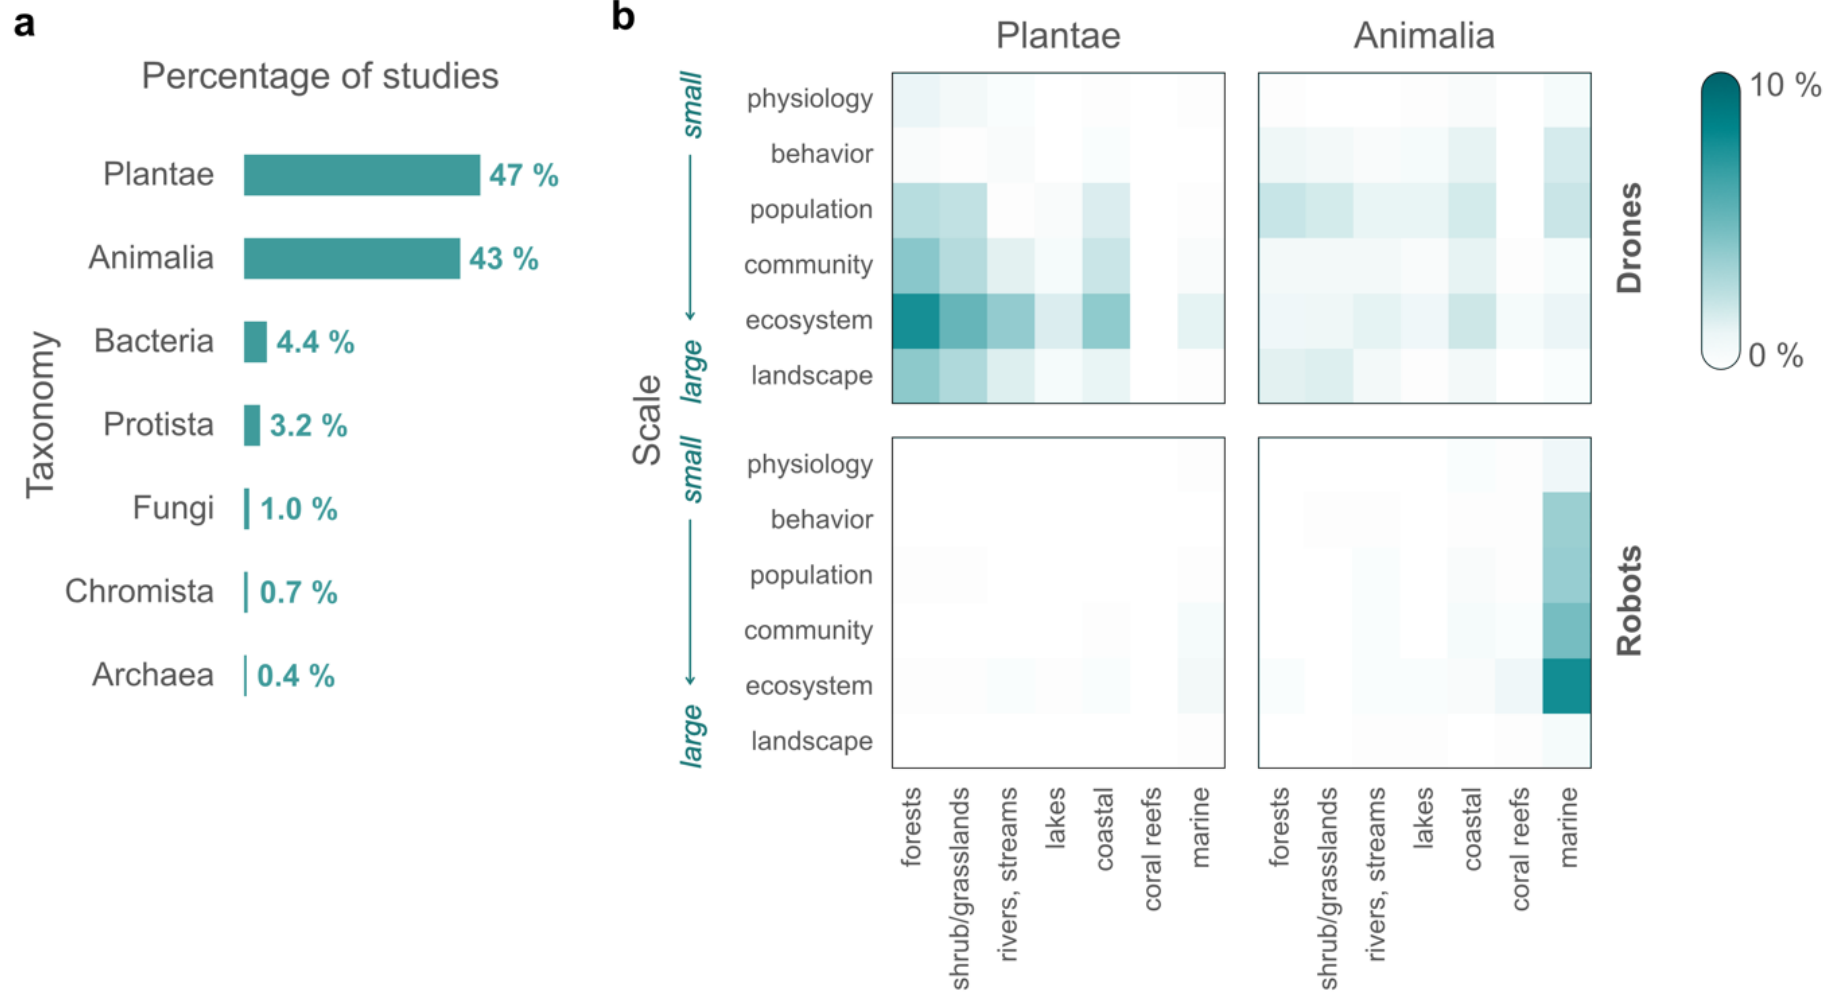 a
Percentage of studies
Taxonomy
Plantae 47 %
Animalia 43 %
Bacteria 4.4 %
Protista 3.2 %
Fungi 1.0 %
Chromista 0.7 %
Archaea 0.4 %
b
Plantae Animalia
Scale
small
large
physiology
behavior
population
community
ecosystem
landscape
Drones
small
large
physiology
behavior
population
community
ecosystem
landscape
Robots
forests
shrub/grasslands
rivers, streams
lakes
coastal
coral reefs
marine
forests
shrub/grasslands
rivers, streams
lakes
coastal
coral reefs
marine
10 %
0 %